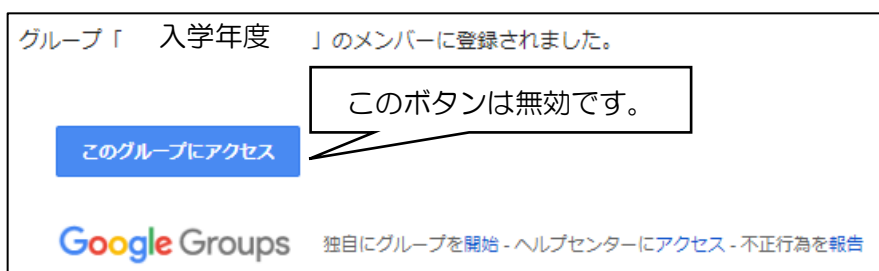 グループ「 入学年度 」のメンバーに登録されました。
このボタンは無効です。
このグループにアクセス
Google Groups 独自にグループを開始 - ヘルプセンターにアクセス - 不正行為を報告